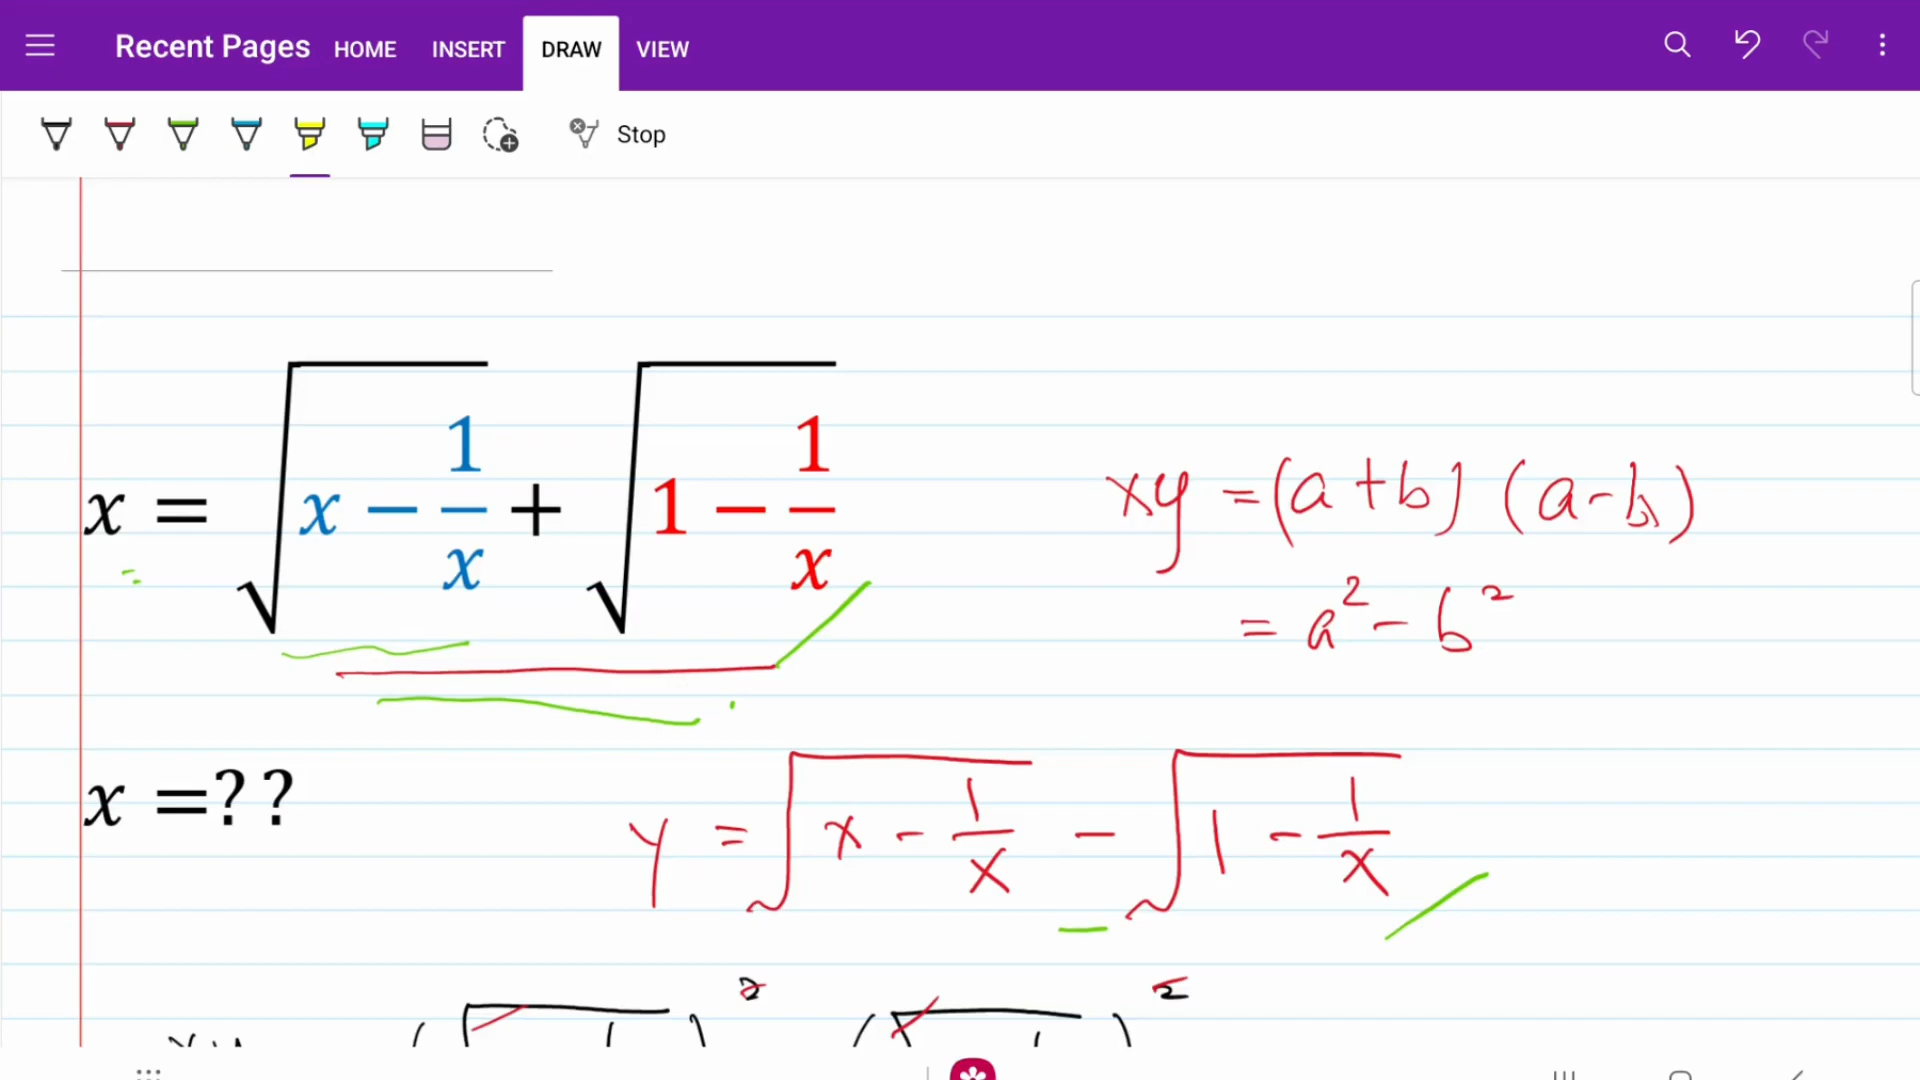 Recent Pages HOME INSERT DRAW VIEW
Stop
x = √(x − 1/x) + √(1 − 1/x)
xy = (a + b) (a - b)
= a² - b²
x =??
y = √(x - 1/x) - √(1 - 1/x)